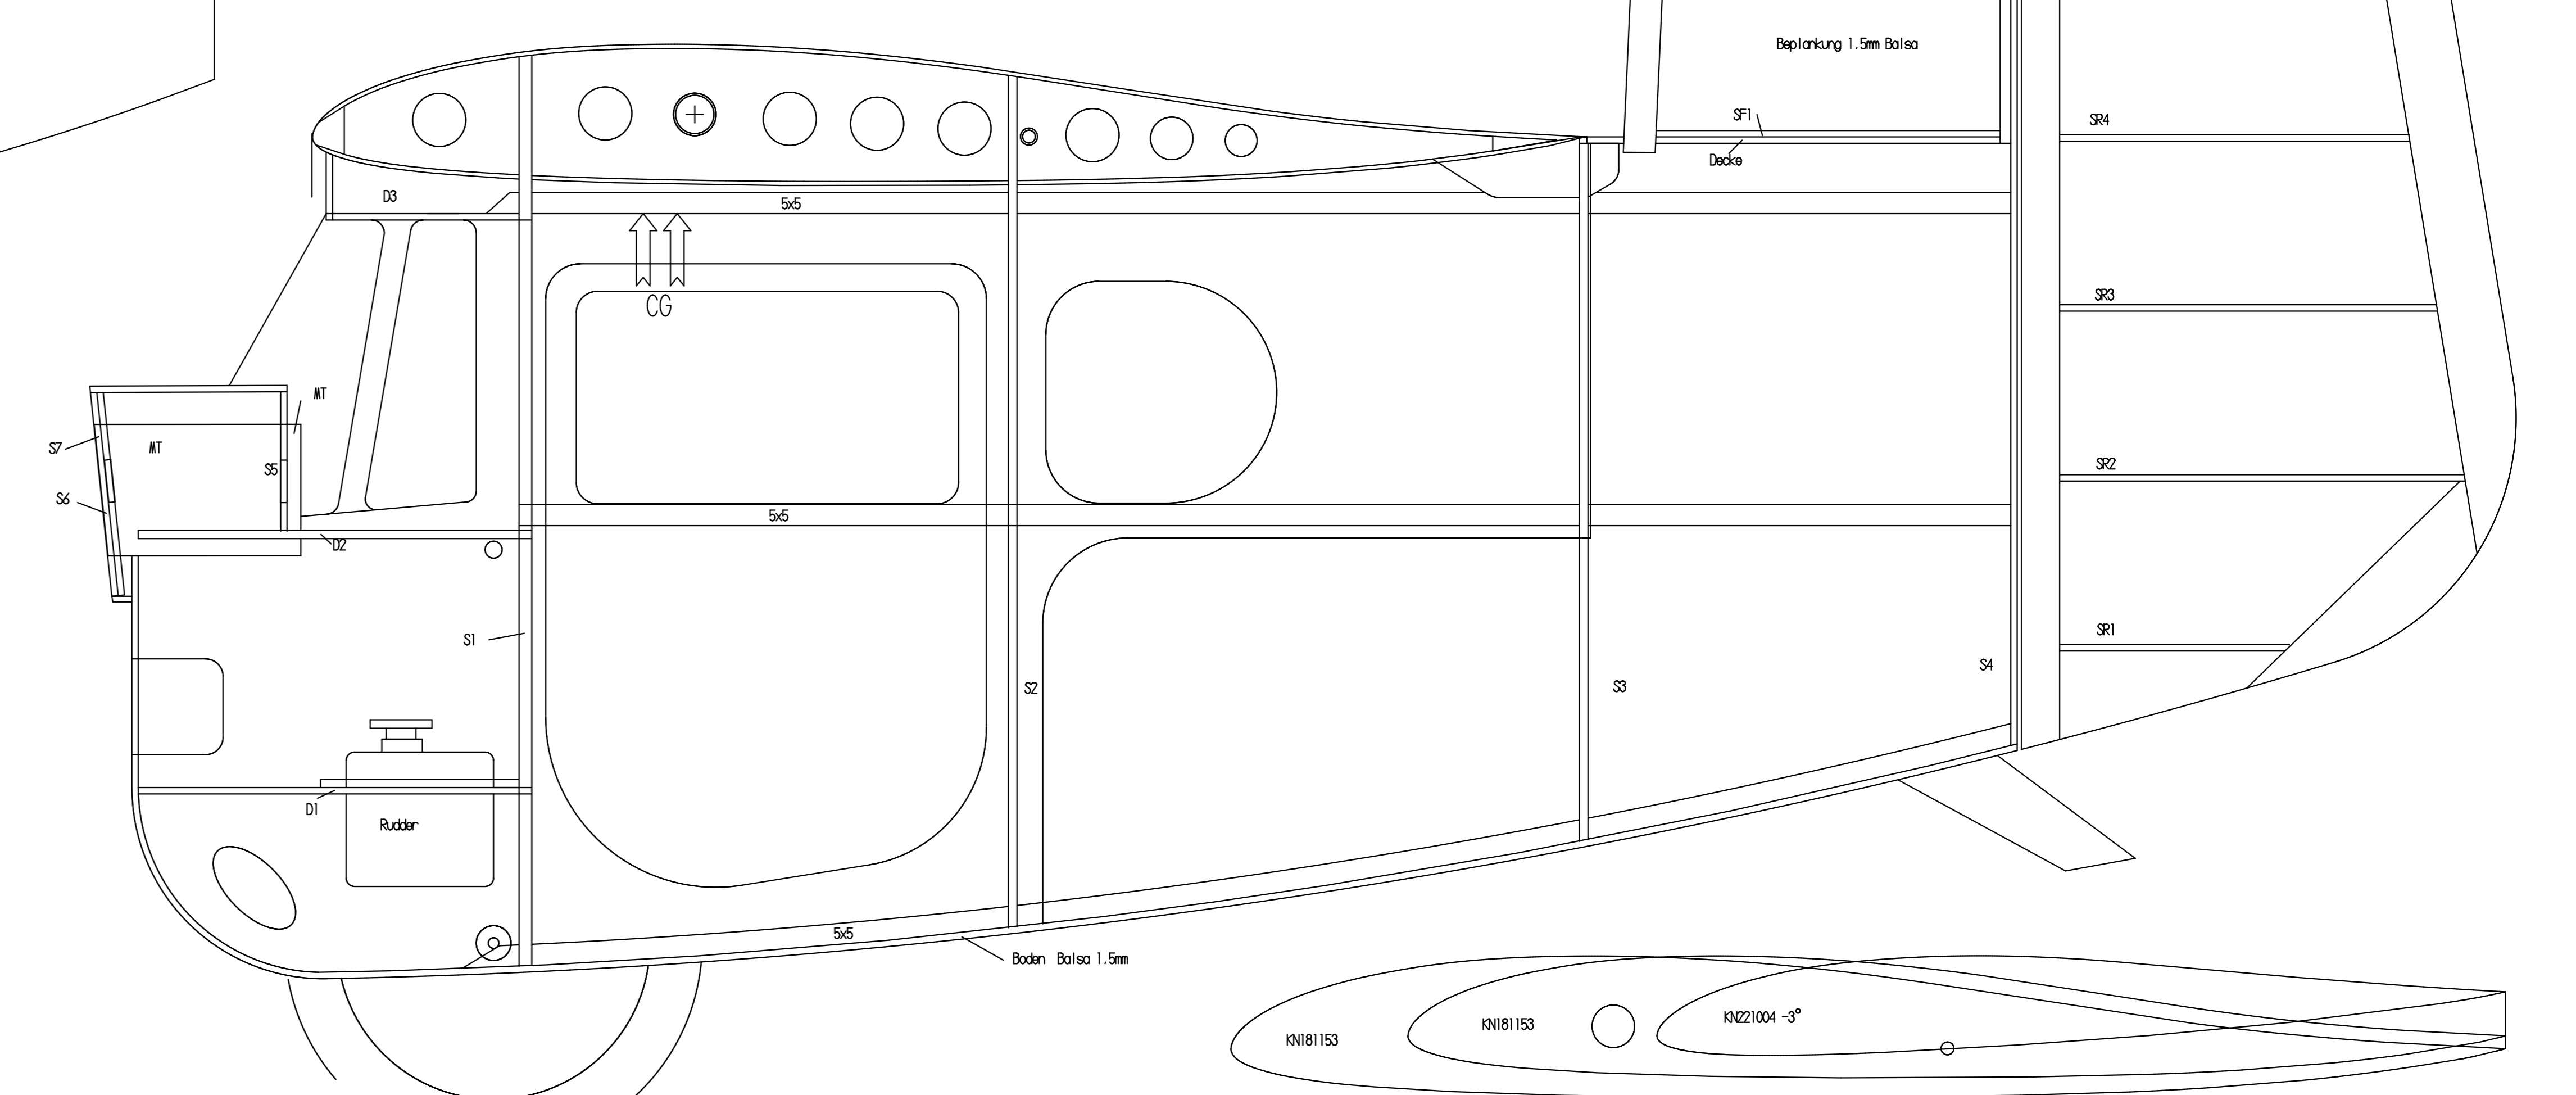 Beplankung 1.5mm Balsa
SF1
SR4
Decke
D3
5x5
SR3
CG
MT
S7
MT
S5
SR2
S6
5x5
D2
SR1
S1
S4
S2
S3
D1
Rudder
5x5
Boden Balsa 1.5mm
KN181153
KN181153
KN221004 -3°